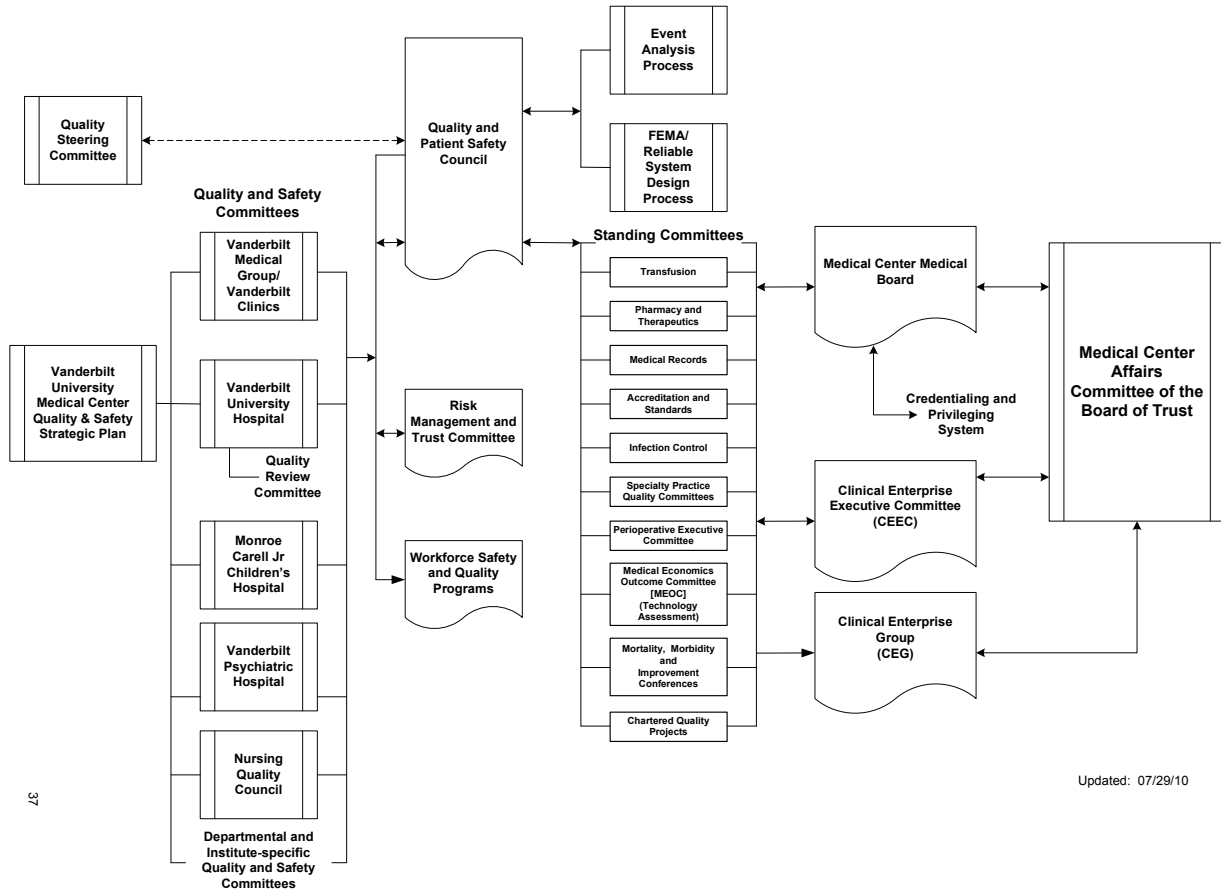 Event
Analysis
Process
Quality
Steering
Committee
Quality and
Patient Safety
Council
FEMA/
Reliable
System
Design
Process
Quality and Safety
Committees
Vanderbilt
Medical
Group/
Vanderbilt
Clinics
Vanderbilt
University
Medical Center
Quality & Safety
Strategic Plan
Vanderbilt
University
Hospital
Quality
Review
Committee
Monroe
Carell Jr
Children's
Hospital
Vanderbilt
Psychiatric
Hospital
Nursing
Quality
Council
Departmental and
Institute-specific
Quality and Safety
Committees
Risk
Management and
Trust Committee
Workforce Safety
and Quality
Programs
Standing Committees
Transfusion
Pharmacy and
Therapeutics
Medical Records
Accreditation and
Standards
Infection Control
Specialty Practice
Quality Committees
Perioperative Executive
Committee
Medical Economics
Outcome Committee
[MEOC]
(Technology
Assessment)
Mortality, Morbidity
and
Improvement
Conferences
Chartered Quality
Projects
Medical Center Medical
Board
Credentialing and
Privileging
System
Clinical Enterprise
Executive Committee
(CEEC)
Clinical Enterprise
Group
(CEG)
Medical Center
Affairs
Committee of the
Board of Trust
Updated: 07/29/10
37